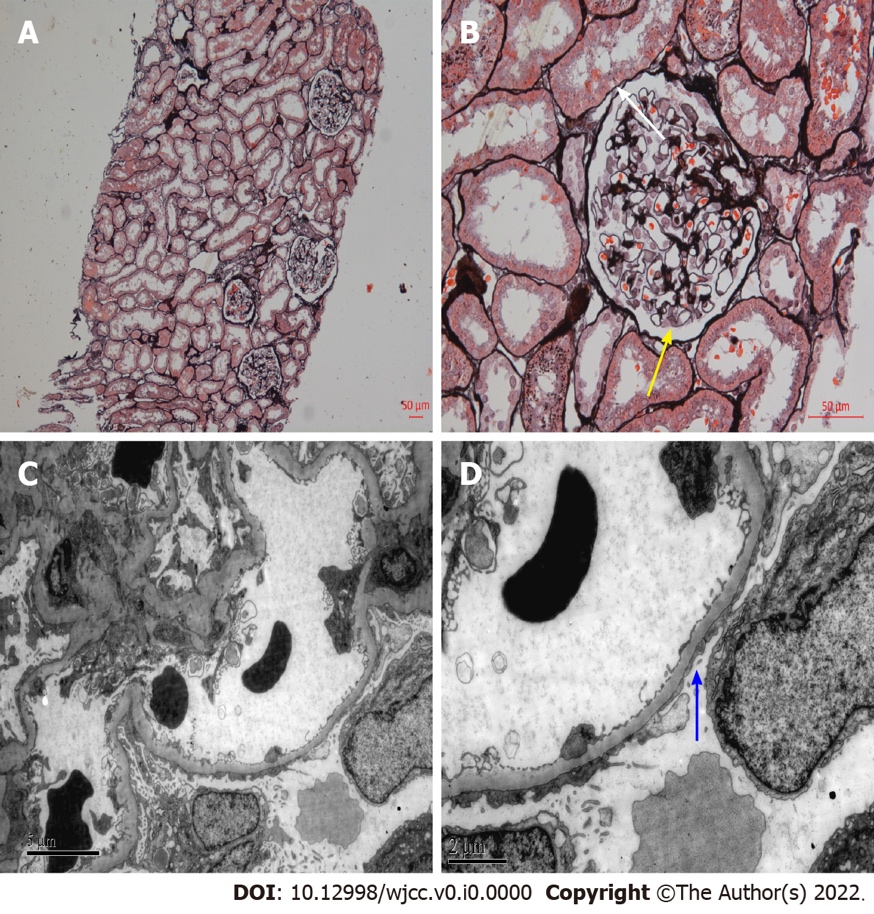 A
B
50 µm
50 µm
C
D
5 µm
2 µm
DOI: 10.12998/wjcc.v0.i0.0000 Copyright ©The Author(s) 2022.